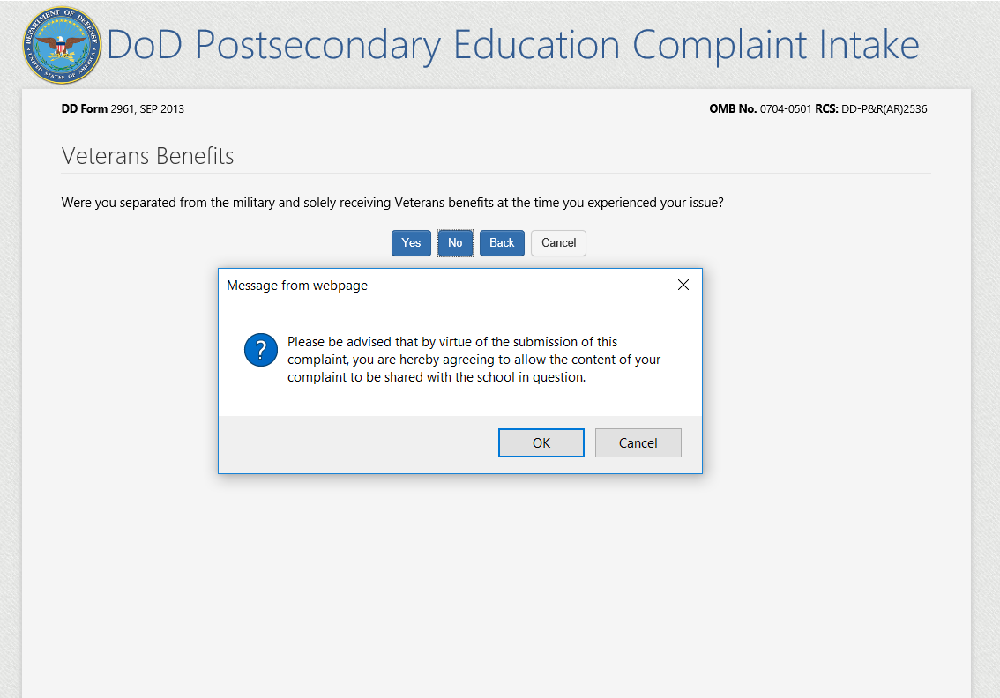 DEPARTMENT OF DEFENSE
UNITED STATES OF AMERICA
DoD Postsecondary Education Complaint Intake
DD Form 2961, SEP 2013 OMB No. 0704-0501 RCS: DD-P&R(AR)2536
Veterans Benefits
Were you separated from the military and solely receiving Veterans benefits at the time you experienced your issue?
Yes No Back Cancel
Message from webpage
?
Please be advised that by virtue of the submission of this
complaint, you are hereby agreeing to allow the content of your
complaint to be shared with the school in question.
OK Cancel